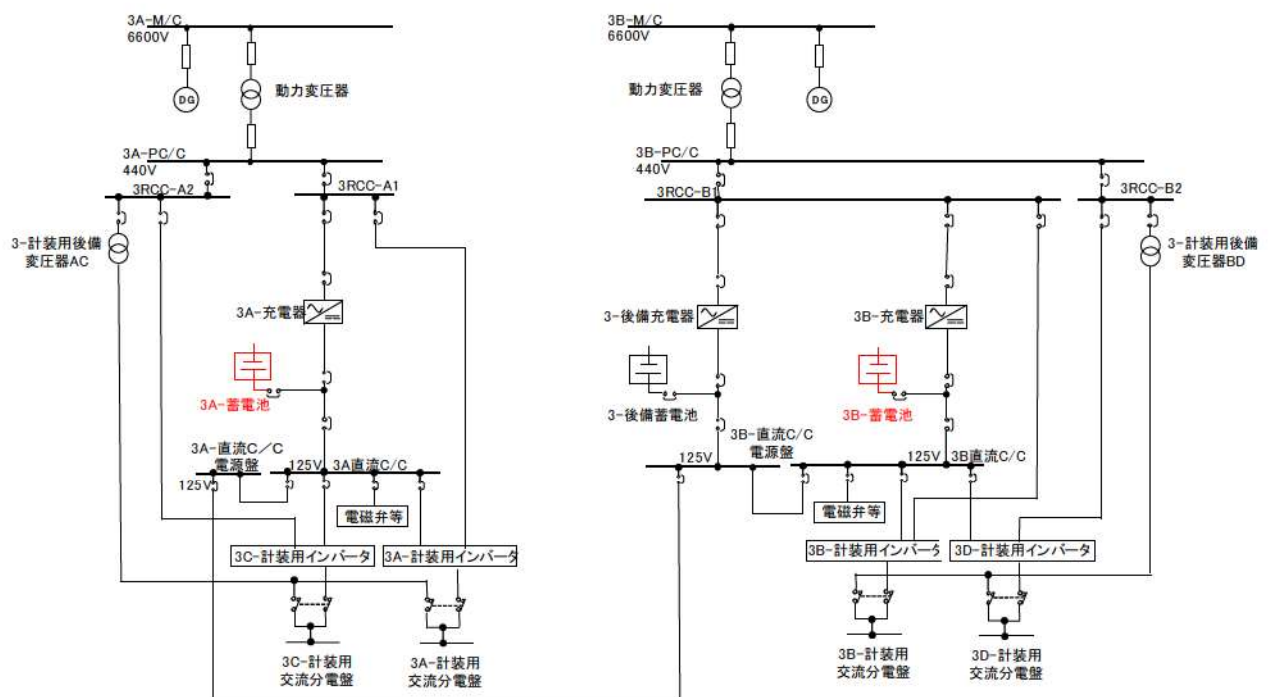 3A-M/C
6600V
DG
動力変圧器
3A-PC/C
440V
3RCC-A2
3RCC-A1
3-計装用後備
変圧器AC
3A-充電器
3A-蓄電池
3A-直流C/C
電源盤
125V
125V
3A直流C/C
電磁弁等
3C-計装用インバータ
3A-計装用インバータ
3C-計装用
交流分電盤
3A-計装用
交流分電盤
3B-M/C
6600V
動力変圧器
DG
3B-PC/C
440V
3RCC-B1
3RCC-B2
3-計装用後備
変圧器BD
3-後備充電器
3B-充電器
3-後備蓄電池
3B-蓄電池
3B-直流C/C
電源盤
125V
125V
3B直流C/C
電磁弁等
3B-計装用インバータ
3D-計装用インバータ
3B-計装用
交流分電盤
3D-計装用
交流分電盤